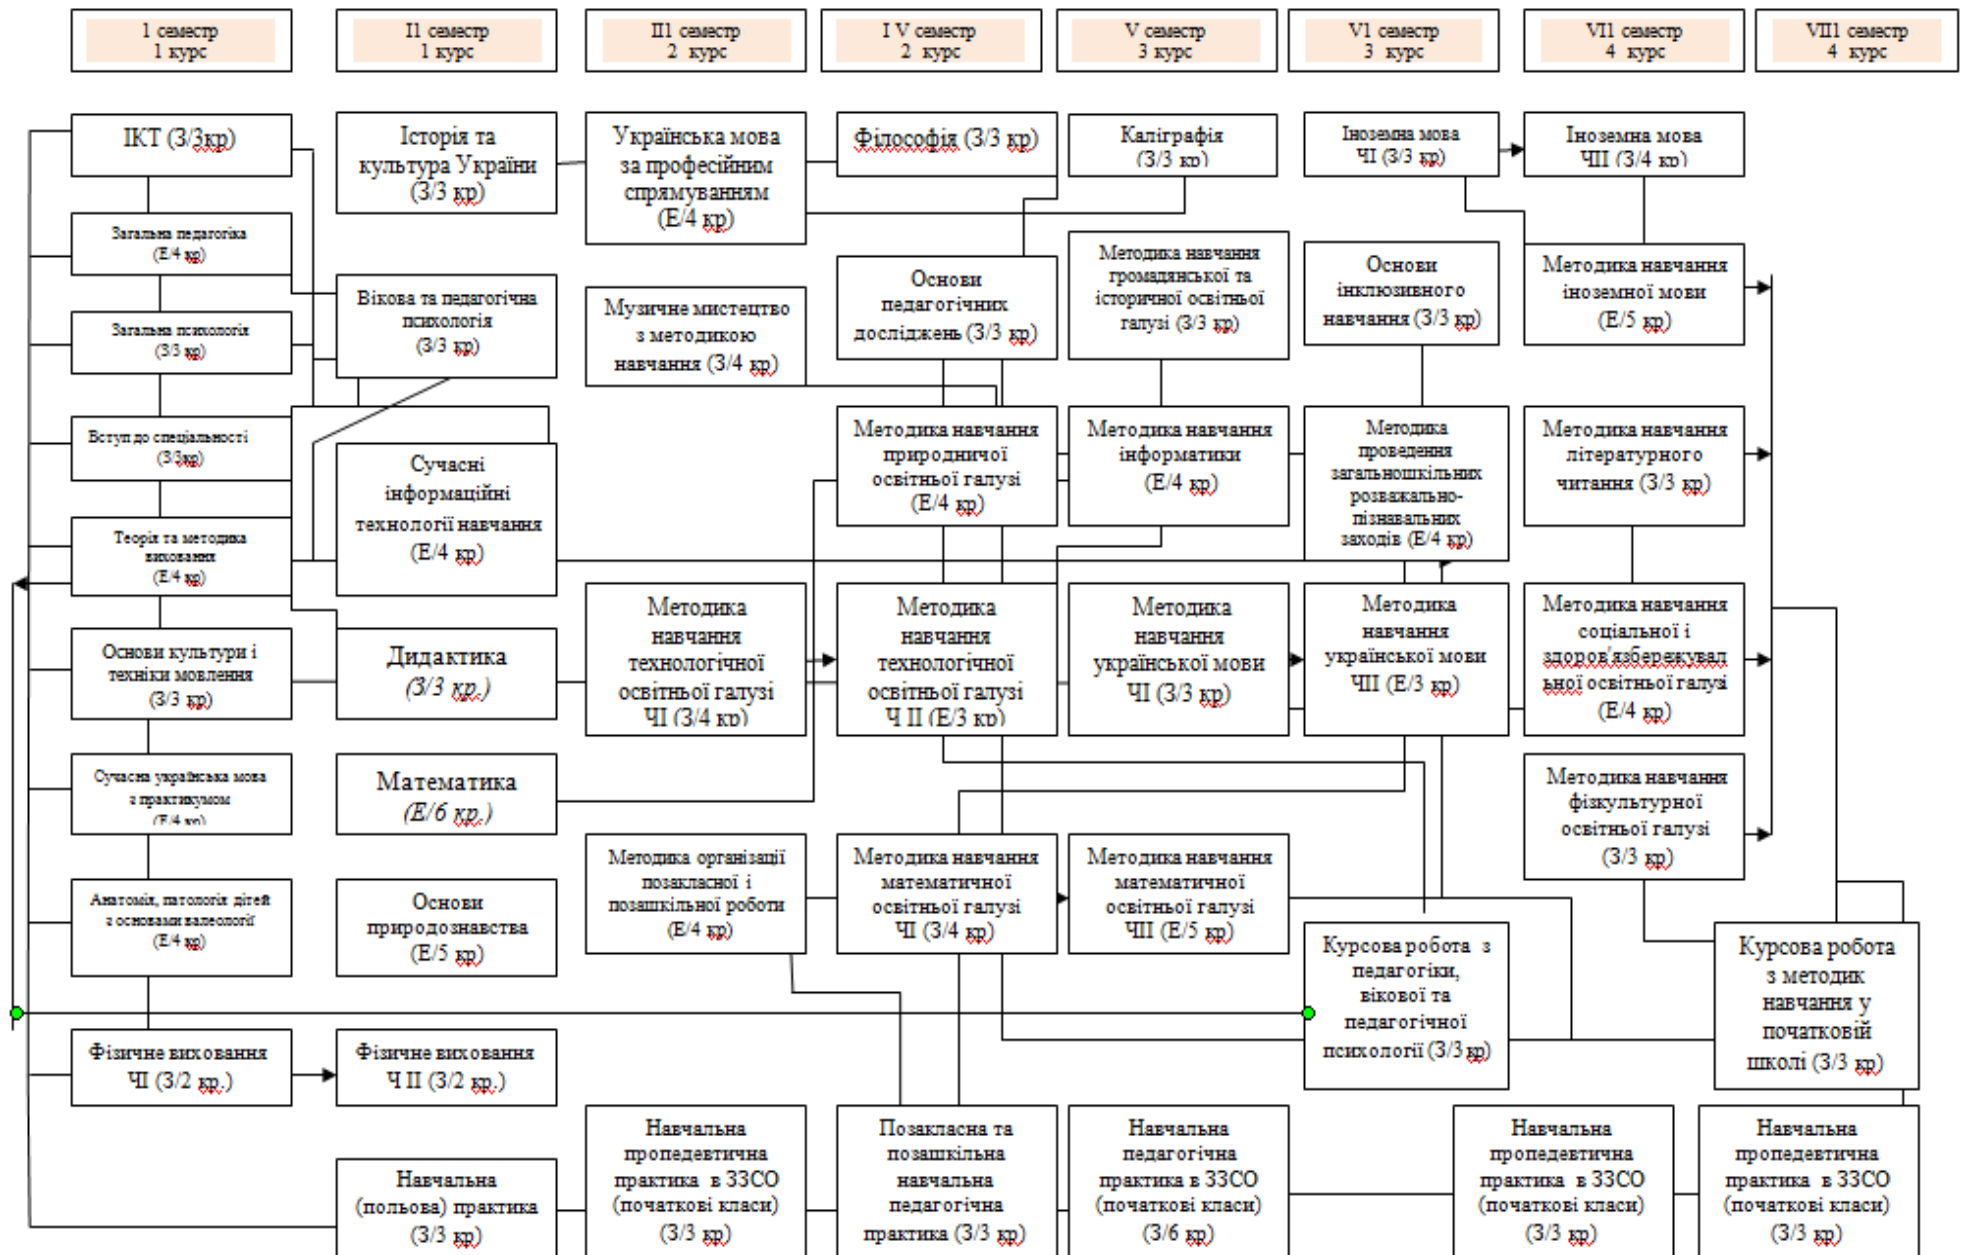 1 семестр
1 курс
І1 семестр
1 курс
ІІ1 семестр
2 курс
І V семестр
2 курс
V семестр
3 курс
V1 семестр
3 курс
VІ1 семестр
4 курс
VІІ1 семестр
4 курс
ІКТ (З/3кр)
Загальна педагогіка
(Е/4 кр)
Загальна психологія
(З/3 кр)
Вступ до спеціальності
(З/3кр)
Теорія та методика
виховання
(Е/4 кр)
Основи культури і
техніки мовлення
(З/3 кр)
Сучасна українська мова
з практикумом
(Е/4 кр)
Анатомія, патологія дітей
з основами валеології
(Е/4 кр)
Фізичне виховання
ЧІ (З/2 кр.)
Історія та
культура України
(З/3 кр)
Вікова та педагогічна
психологія
(З/3 кр)
Сучасні
інформаційні
технології навчання
(Е/4 кр)
Дидактика
(З/3 кр.)
Математика
(Е/6 кр.)
Основи
природознавства
(Е/5 кр)
Фізичне виховання
Ч ІІ (З/2 кр.)
Навчальна
(польова) практика
(З/3 кр)
Українська мова
за професійним
спрямуванням
(Е/4 кр)
Музичне мистецтво
з методикою
навчання (З/4 кр)
Методика
навчання
технологічної
освітньої галузі
ЧІ (З/4 кр)
Методика організації
позакласної і
позашкільної роботи
(Е/4 кр)
Навчальна
пропедевтична
практика в ЗЗСО
(початкові класи)
(З/3 кр)
Філософія (З/3 кр)
Основи
педагогічних
досліджень (З/3 кр)
Методика навчання
природничої
освітньої галузі
(Е/4 кр)
Методика
навчання
технологічної
освітньої галузі
Ч ІІ (Е/3 кр)
Методика навчання
математичної
освітньої галузі
ЧІ (З/4 кр)
Позакласна та
позашкільна
навчальна
педагогічна
практика (З/3 кр)
Каліграфія
(З/3 кр)
Методика навчання
громадянської та
історичної освітньої
галузі (З/3 кр)
Методика навчання
інформатики
(Е/4 кр)
Методика
навчання
української мови
ЧІ (З/3 кр)
Методика навчання
математичної
освітньої галузі
ЧІІ (Е/5 кр)
Навчальна
педагогічна
практика в ЗЗСО
(початкові класи)
(З/6 кр)
Іноземна мова
ЧІ (З/3 кр)
Основи
інклюзивного
навчання (З/3 кр)
Методика
проведення
загальношкільних
розважально-
пізнавальних
заходів (Е/4 кр)
Методика
навчання
української мови
ЧІІ (Е/3 кр)
Курсова робота з
педагогіки,
вікової та
педагогічної
психології (З/3 кр)
Навчальна
пропедевтична
практика в ЗЗСО
(початкові класи)
(З/3 кр)
Іноземна мова
ЧІІ (З/4 кр)
Методика навчання
іноземної мови
(Е/5 кр)
Методика навчання
літературного
читання (З/3 кр)
Методика навчання
соціальної і
здоров'язбережувал
ьної освітньої галузі
(Е/4 кр)
Методика навчання
фізкультурної
освітньої галузі
(З/3 кр)
Курсова робота
з методик
навчання у
початковій
школі (З/3 кр)
Навчальна
пропедевтична
практика в ЗЗСО
(початкові класи)
(З/3 кр)